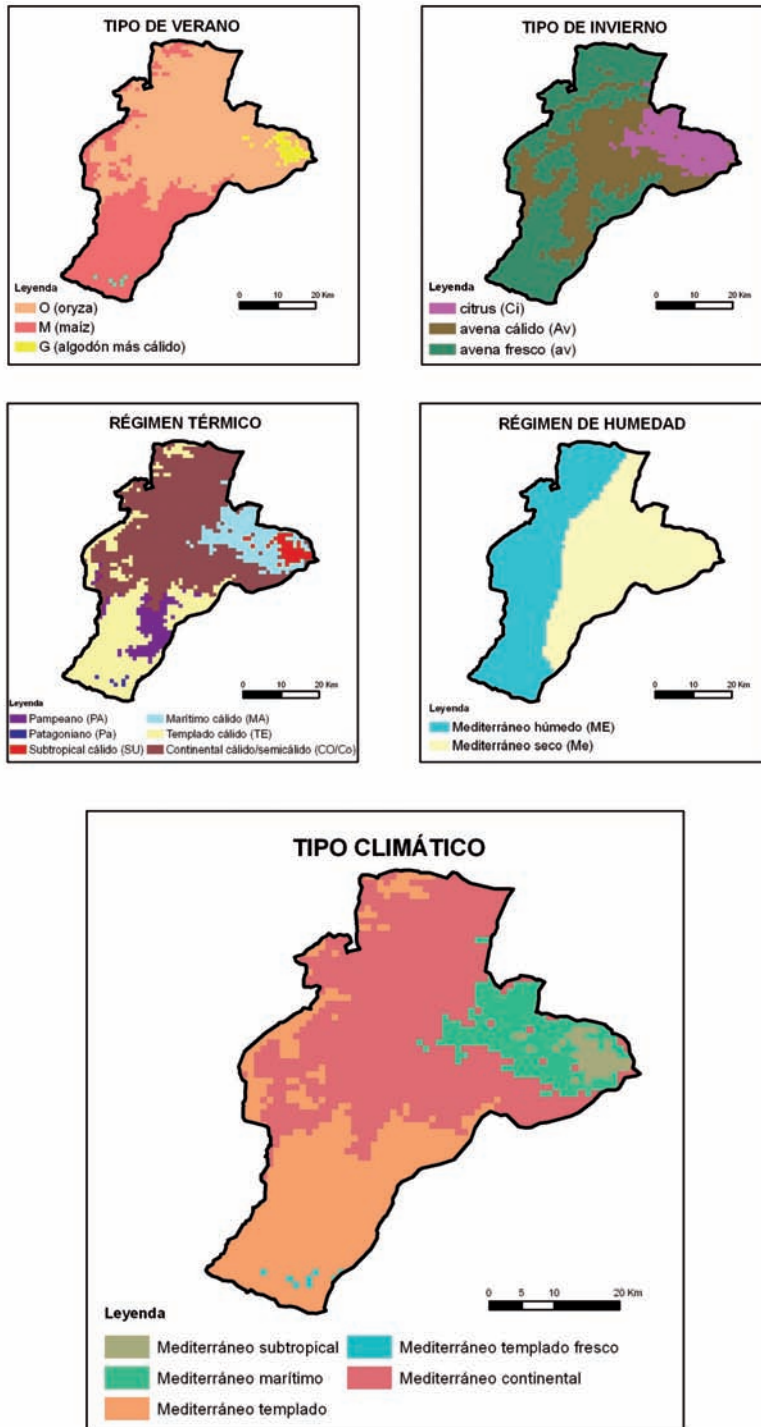 TIPO DE VERANO
Leyenda
O (oryza)
M (maíz)
G (algodón más cálido)
0 10 20 Km
TIPO DE INVIERNO
Leyenda
citrus (Ci)
avena cálido (Av)
avena fresco (av)
0 10 20 Km
RÉGIMEN TÉRMICO
0 10 20 Km
Leyenda
Pampeano (PA)
Patagoniano (Pa)
Subtropical cálido (SU)
Marítimo cálido (MA)
Templado cálido (TE)
Continental cálido/semicálido (CO/Co)
RÉGIMEN DE HUMEDAD
0 10 20 Km
Leyenda
Mediterráneo húmedo (ME)
Mediterráneo seco (Me)
TIPO CLIMÁTICO
0 5 10 20 Km
Leyenda
Mediterráneo subtropical
Mediterráneo marítimo
Mediterráneo templado
Mediterráneo templado fresco
Mediterráneo continental